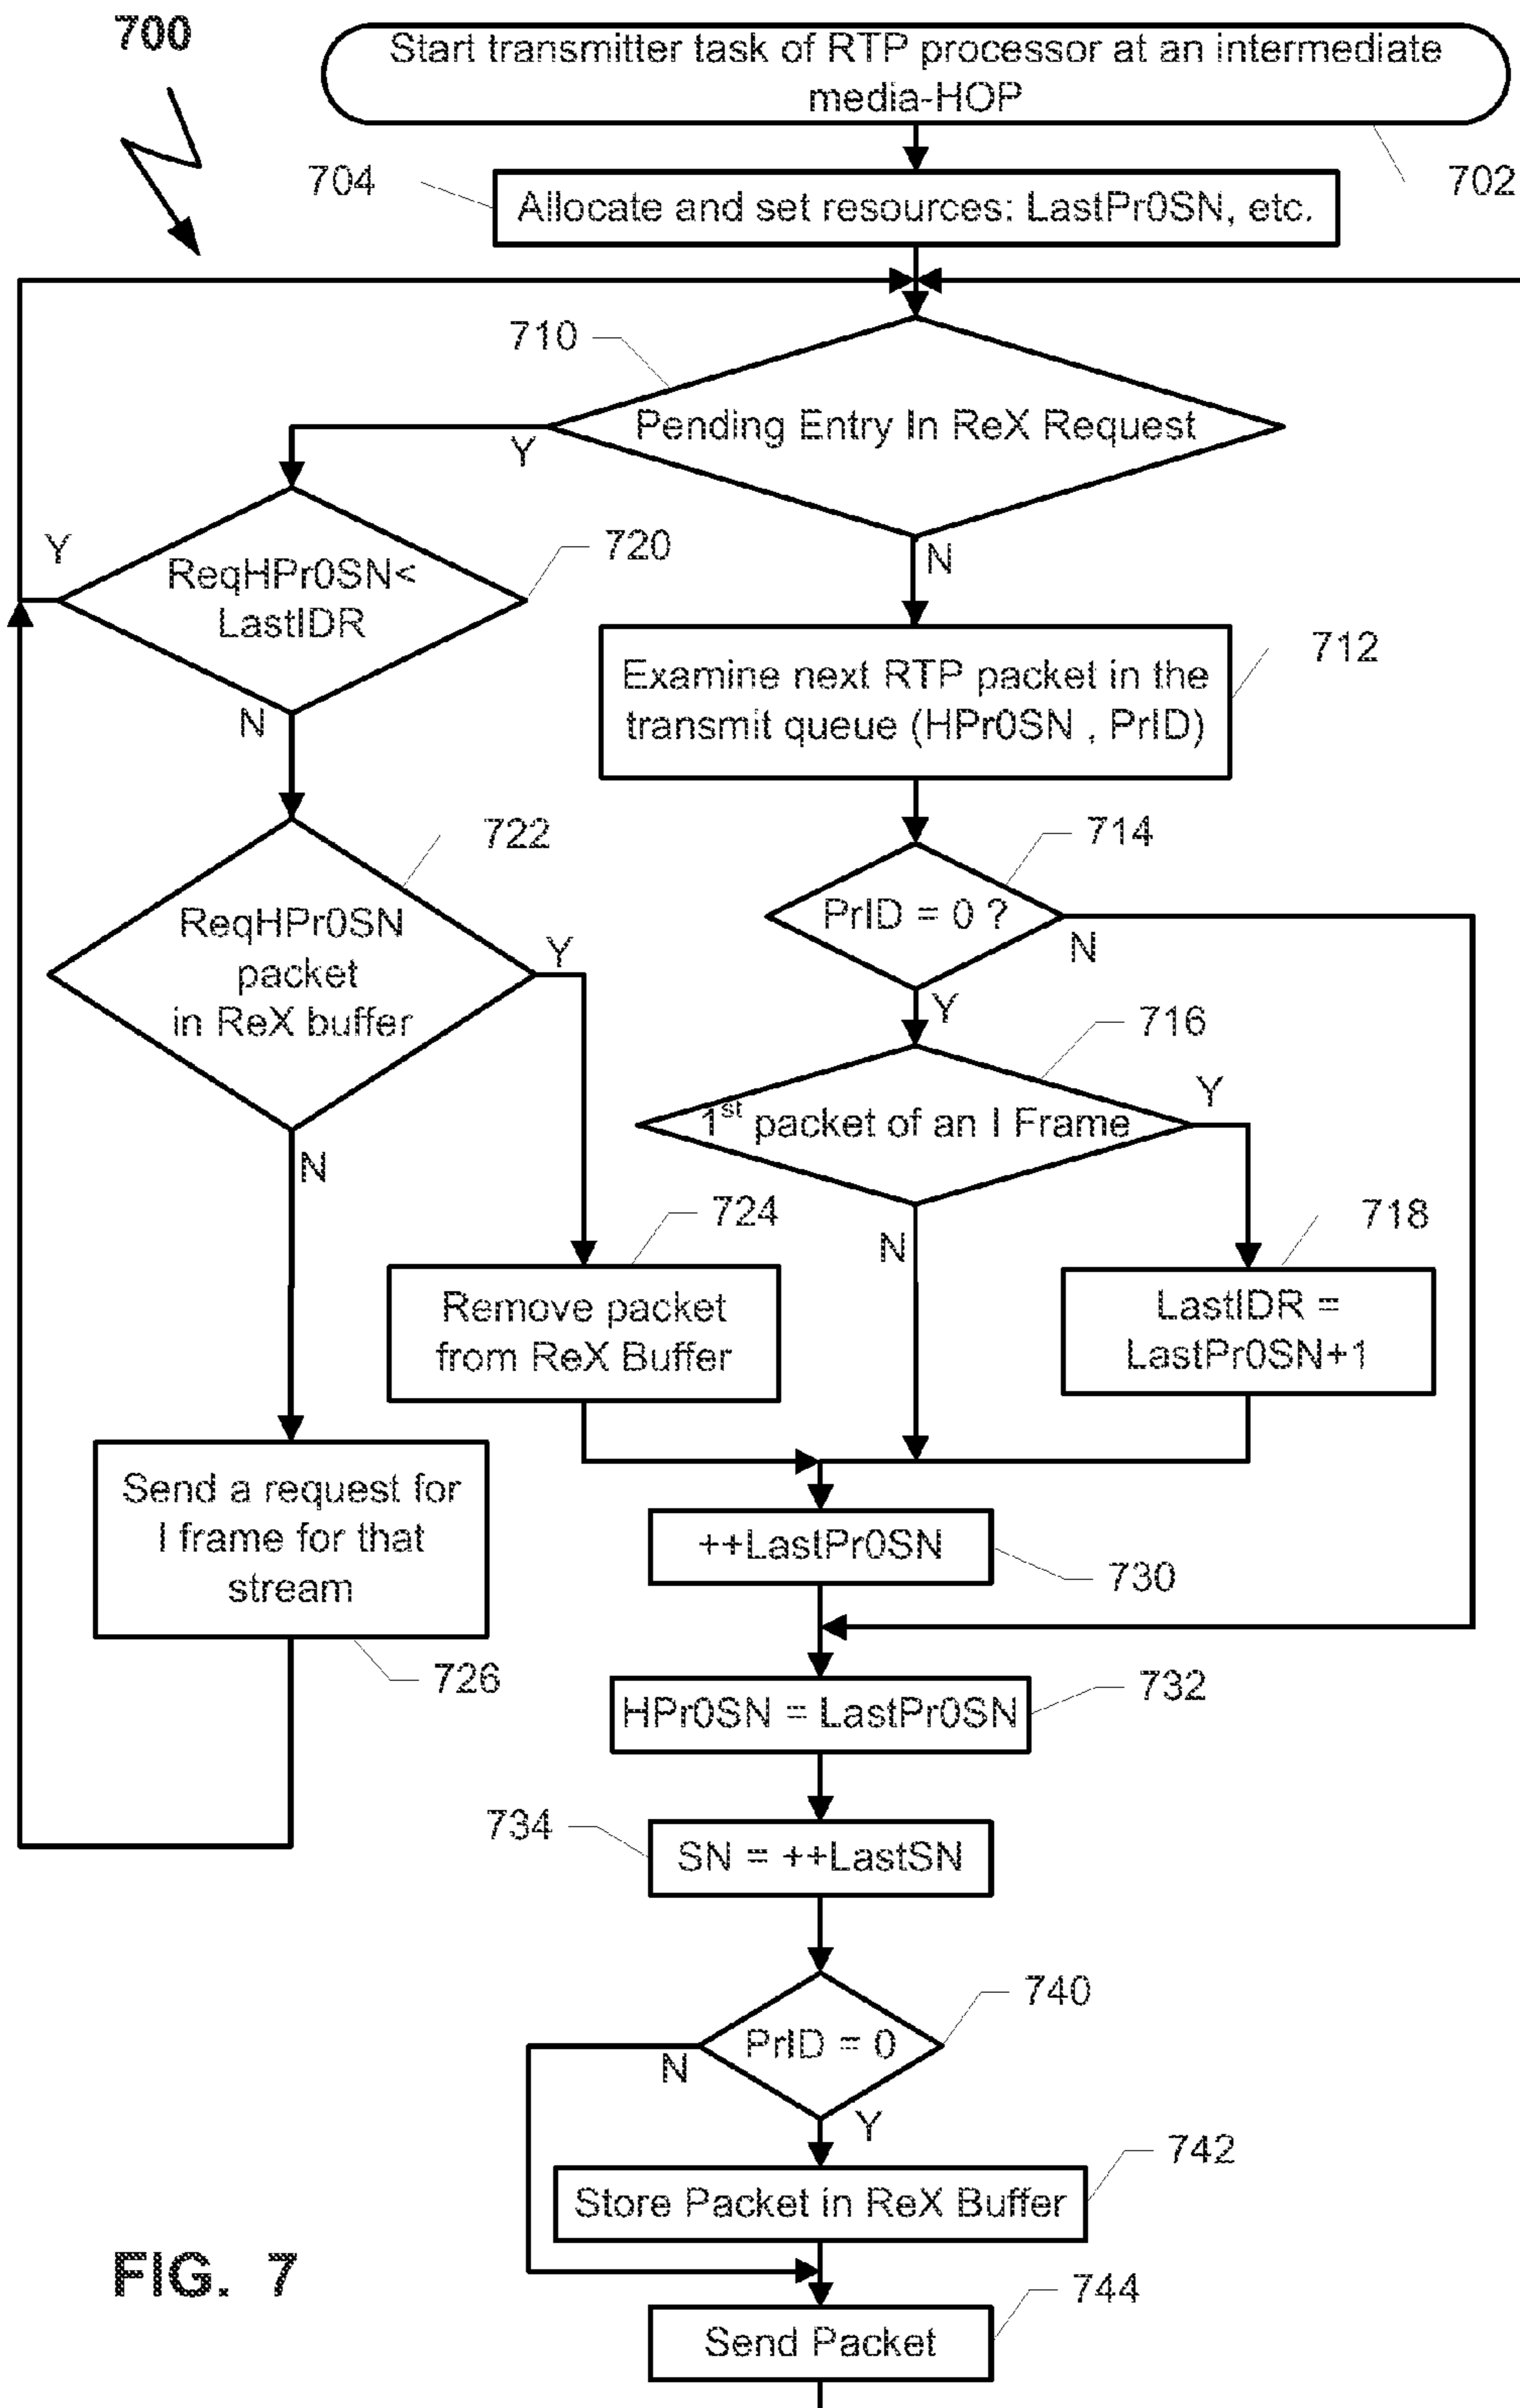 700
Start transmitter task of RTP processor at an intermediate
media-HOP
702
704
Allocate and set resources: LastPr0SN, etc.
710
Pending Entry In ReX Request
Y
N
Y
ReqHPr0SN<
LastIDR
720
N
712
Examine next RTP packet in the
transmit queue (HPr0SN , PrID)
722
ReqHPr0SN
packet
in ReX buffer
Y
N
714
PrID = 0 ?
N
Y
716
1st packet of an I Frame
Y
N
724
Remove packet
from ReX Buffer
718
LastIDR =
LastPr0SN+1
Send a request for
I frame for that
stream
726
++LastPr0SN
730
HPr0SN = LastPr0SN
732
734
SN = ++LastSN
740
PrID = 0
N
Y
742
Store Packet in ReX Buffer
744
Send Packet
FIG. 7